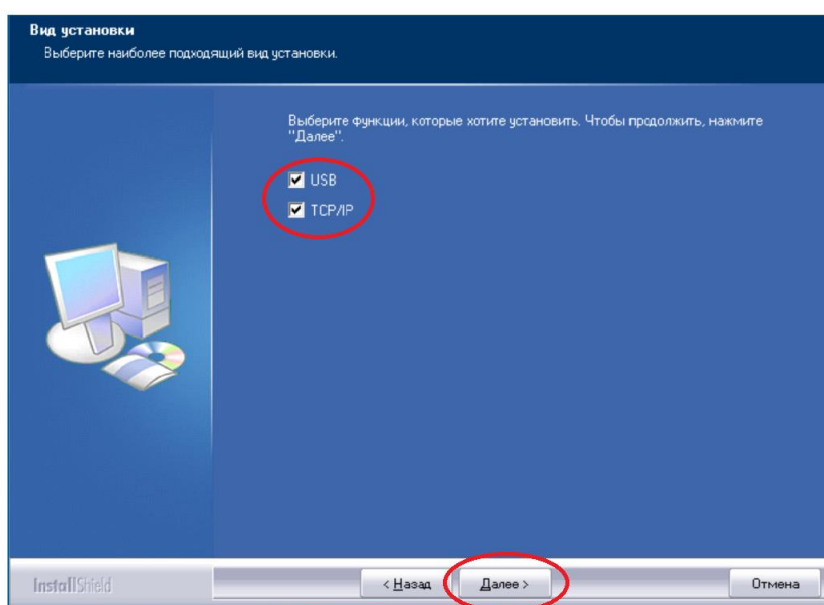 Вид установки
Выберите наиболее подходящий вид установки.
Выберите функции, которые хотите установить. Чтобы продолжить, нажмите
"Далее".
USB
TCP/IP
InstallShield
< Назад
Далее >
Отмена